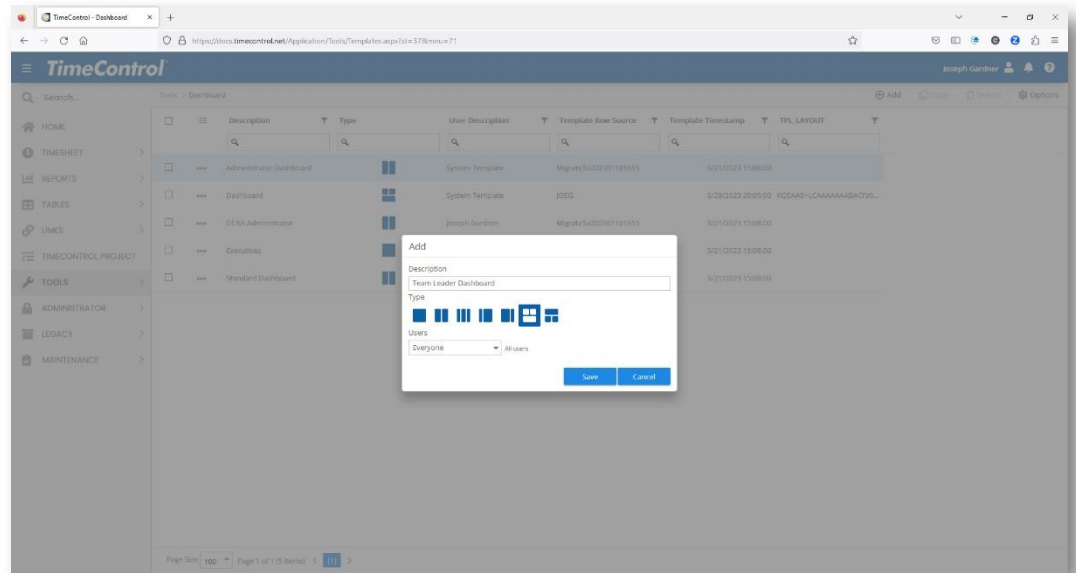 TimeControl - Dashboard
https://docs.timecontrol.net/Application/Tools/Templates.aspx?st=37&mnu=71
TimeControl
Joseph Gardner
Search...
Tools > Dashboard
Add Copy Delete Options
HOME
TIMESHEET
REPORTS
TABLES
LINKS
TIMECONTROL PROJECT
TOOLS
ADMINISTRATOR
LEGACY
MAINTENANCE
Description Type User Description Template Row Source Template Timestamp TPL_LAYOUT
Administrator Dashboard System Template 3/21/2023 15:08:00
Dashboard System Template JOEG 3/29/2023 20:05:00
DCAA Administrator Joseph Gardner 3/21/2023 15:08:00
Executives 3/21/2023 15:08:00
Standard Dashboard 3/21/2023 15:08:00
Add
Description
Team Leader Dashboard
Type
Users
Everyone All users
Save Cancel
Page Size 100 Page 1 of 1 (5 items) [1]